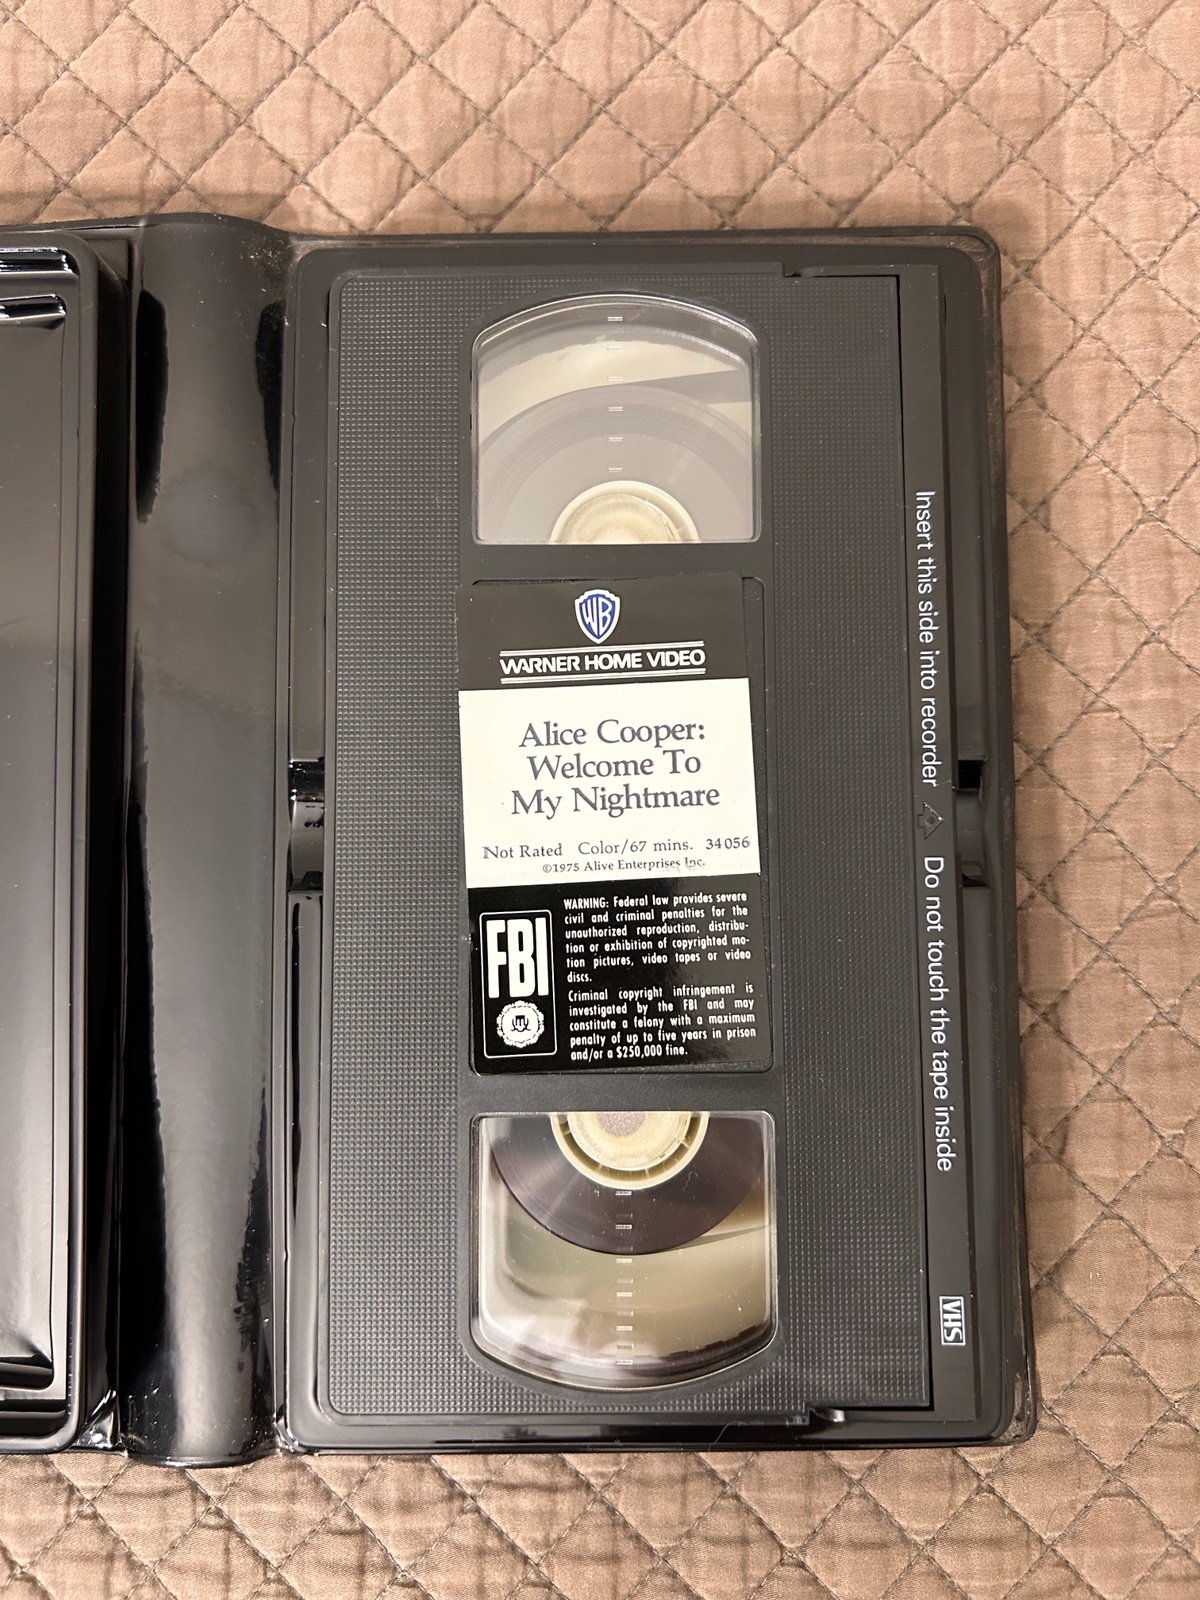 WB
WARNER HOME VIDEO
Alice Cooper:
Welcome To
My Nightmare
Not Rated Color/67 mins. 34056
©1975 Alive Enterprises Inc.
FBI
WARNING: Federal law provides severe
civil and criminal penalties for the
unauthorized reproduction, distribu-
tion or exhibition of copyrighted mo-
tion pictures, video tapes or video
discs.
Criminal copyright infringement is
investigated by the FBI and may
constitute a felony with a maximum
penalty of up to five years in prison
and/or a $250,000 fine.
Insert this side into recorder Do not touch the tape inside
VHS